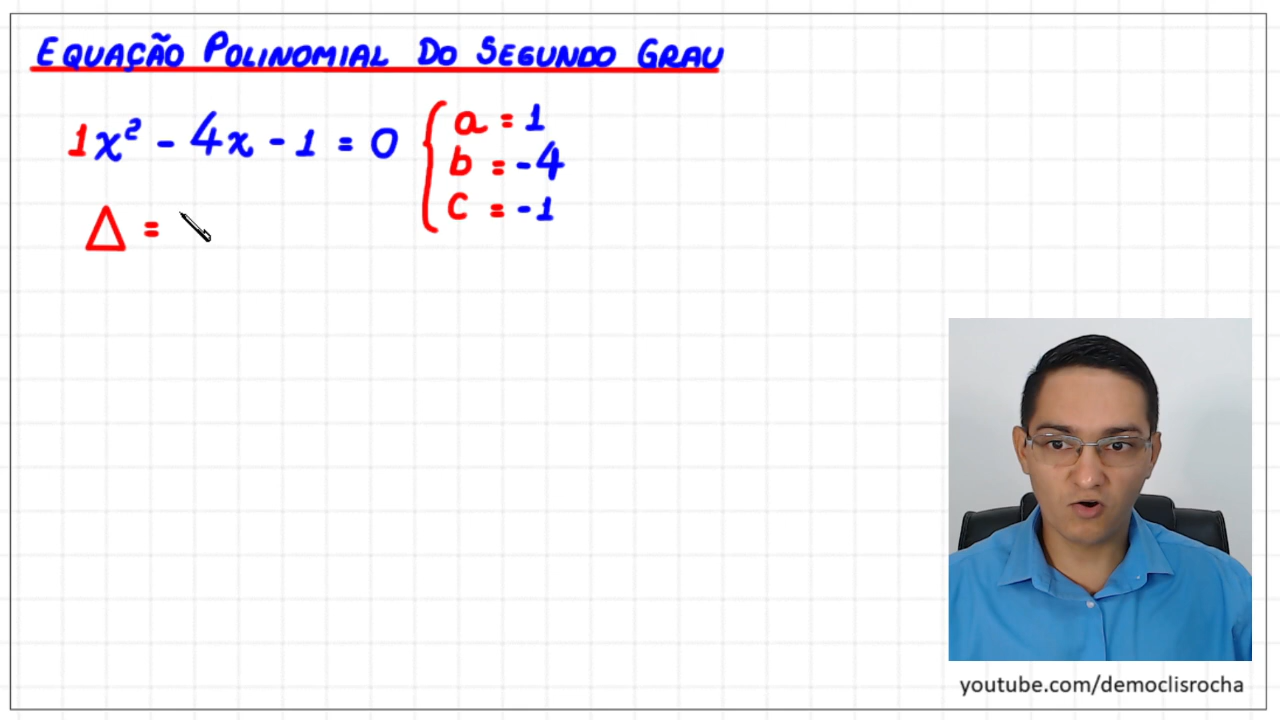 EQUAÇÃO POLINOMIAL DO SEGUNDO GRAU
1x² - 4x - 1 = 0
a = 1
b = -4
c = -1
Δ =
youtube.com/democlisrocha